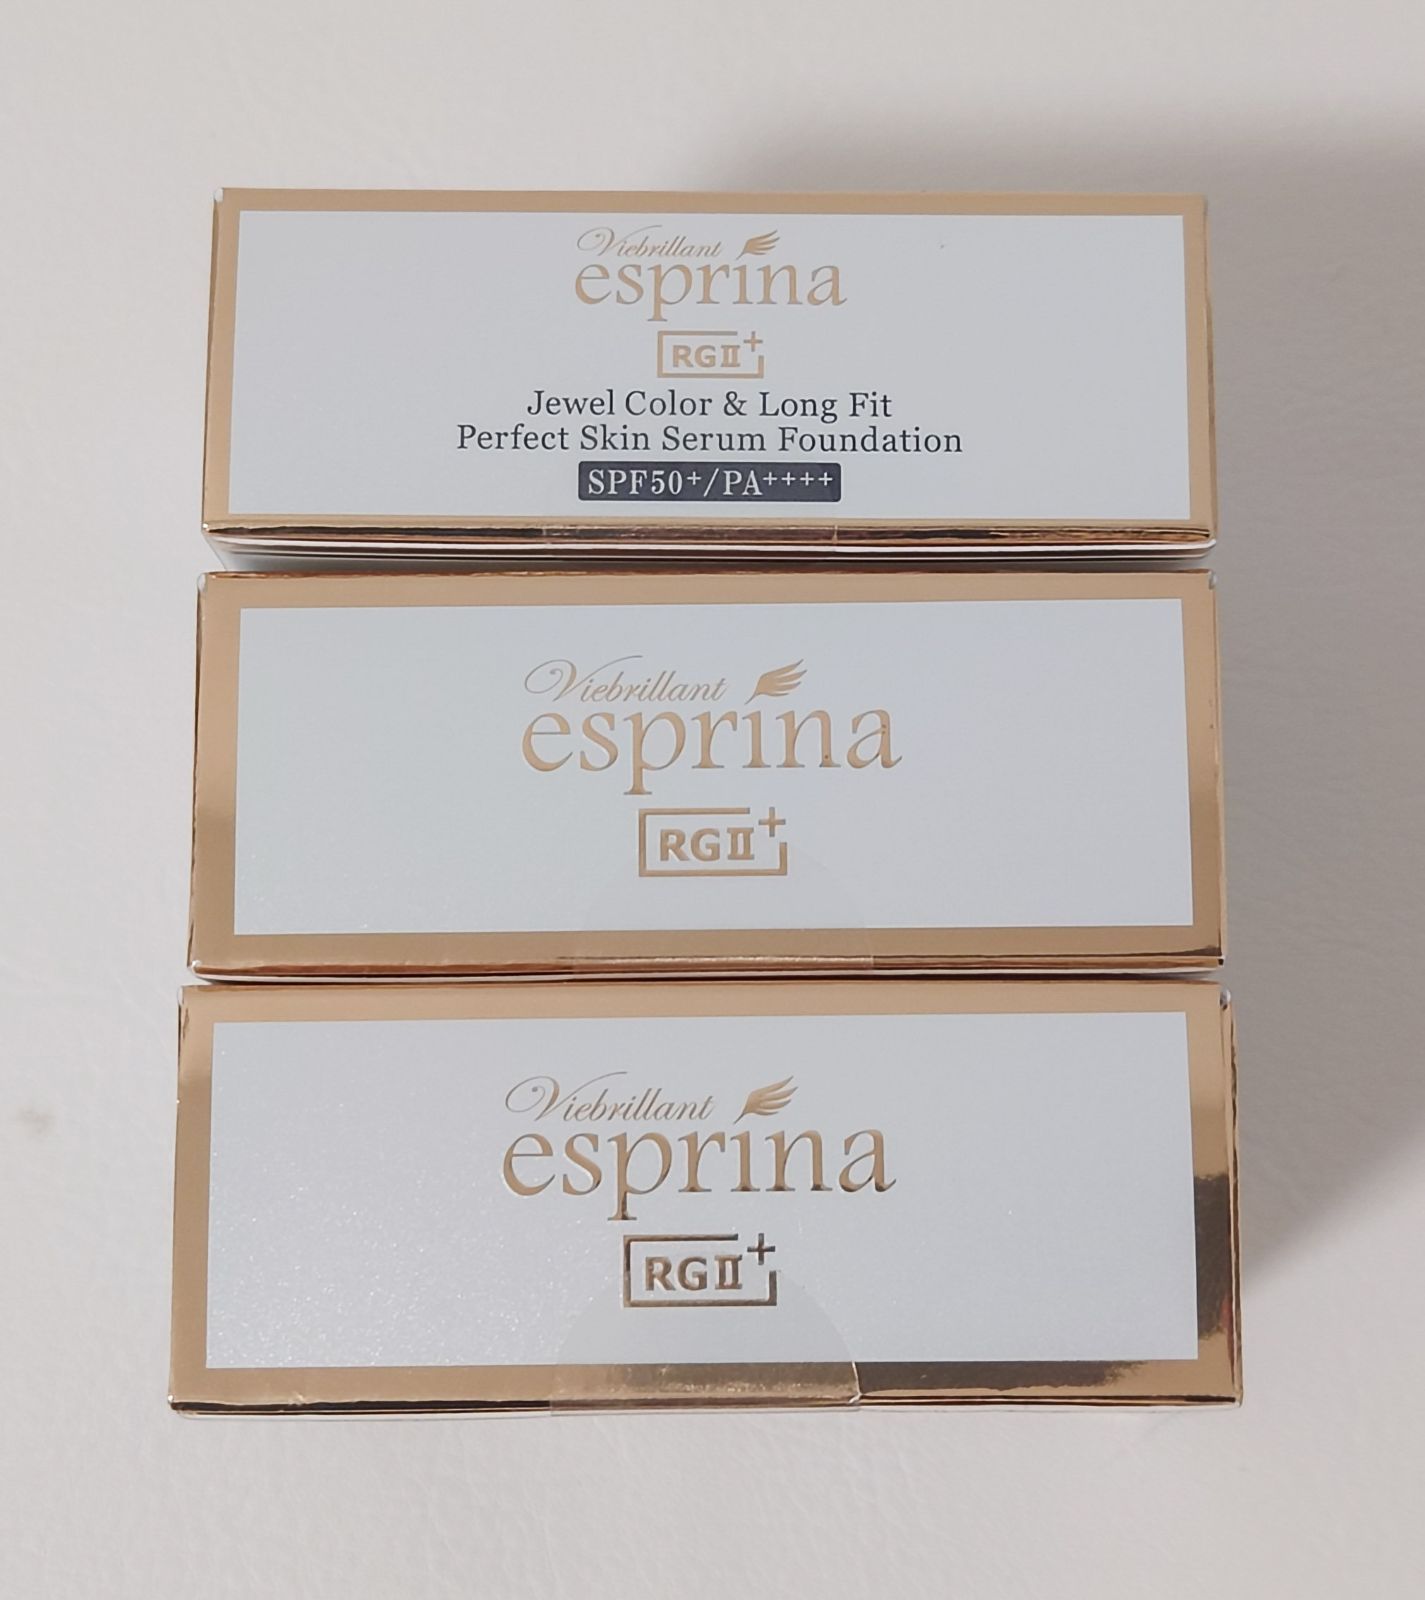 Viebrillant
esprina
RGⅡ+
Jewel Color & Long Fit
Perfect Skin Serum Foundation
SPF50+/PA++++
Viebrillant
esprina
RGⅡ+
Viebrillant
esprina
RGⅡ+